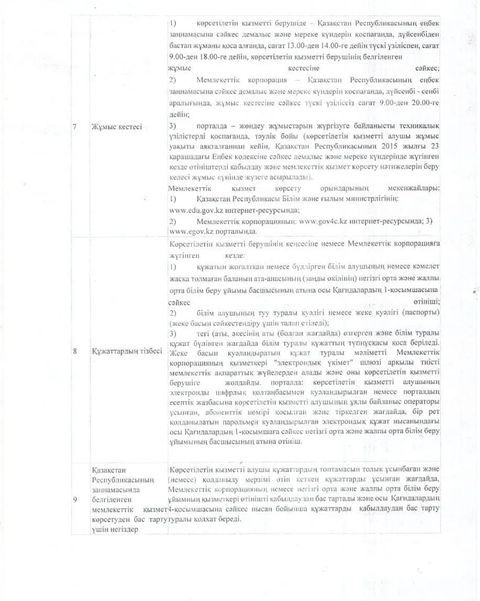 1) көрсетілетін қызметті берушіде – Қазақстан Республикасының еңбек
заңнамасына сәйкес демалыс және мереке күндерін қоспағанда, дүйсенбіден
бастап жұманы қоса алғанда, сағат 13.00-ден 14.00-ге дейін түскі үзіліспен, сағат
9.00-ден 18.00-ге дейін, көрсетілетін қызметті берушінің белгіленген
жұмыс кестесіне сәйкес;
2) Мемлекеттік корпорация – Қазақстан Республикасының еңбек
заңнамасына сәйкес демалыс және мереке күндерін қоспағанда, дүйсенбі - сенбі
аралығында, жұмыс кестесіне сәйкес түскі үзіліссіз сағат 9.00-ден 20.00-ге
дейін;
7 Жұмыс кестесі
3) порталда – жөндеу жұмыстарын жүргізуге байланысты техникалық
үзілістерді қоспағанда, тәулік бойы (көрсетілетін қызметті алушы жұмыс
уақыты аяқталғаннан кейін, Қазақстан Республикасының 2015 жылғы 23
қарашадағы Еңбек кодексіне сәйкес демалыс және мереке күндерінде жүгінген
кезде өтініштерді қабылдау және мемлекеттік қызмет көрсету нәтижелерін беру
келесі жұмыс күнінде жүзеге асырылады).
Мемлекеттік қызмет көрсету орындарының мекенжайлары:
1) Қазақстан Республикасы Білім және ғылым министрлігінің:
www.edu.gov.kz интернет-ресурсында;
2) Мемлекеттік корпорацияның: www.gov4c.kz интернет-ресурсында; 3)
www.egov.kz порталында.
Көрсетілетін қызметті берушінің кеңсесіне немесе Мемлекеттік корпорацияға
жүгінген кезде:
1) құжатын жоғалтқан немесе бүлдірген білім алушының немесе кәмелет
жасқа толмаған баланың ата-анасының (заңды өкілінің) негізгі орта және жалпы
орта білім беру ұйымы басшысының атына осы Қағидалардың 1-қосымшасына
сәйкес өтініші;
2) білім алушының туу туралы куәлігі немесе жеке куәлігі (паспорты)
(жеке басын сәйкестендіру үшін талап етіледі);
3) тегі (аты, әкесінің аты (болған жағдайда) өзгерген және білім туралы
құжат бүлінген жағдайда білім туралы құжаттың түпнұсқасы қоса беріледі.
8 Құжаттардың тізбесі
Жеке басын куәландыратын құжат туралы мәліметті Мемлекеттік
корпорацияның қызметкері "электрондық үкімет" шлюзі арқылы тиісті
мемлекеттік ақпараттық жүйелерден алады және оны көрсетілетін қызметті
берушіге жолдайды. порталда: көрсетілетін қызметті алушының
электронды цифрлық қолтаңбасымен куәландырылған немесе порталдың
есептік жазбасына көрсетілетін қызметті алушының ұялы байланыс операторы
ұсынған, абоненттік нөмірі қосылған және тіркелген жағдайда, бір рет
қолданылатын парольмен куәландырылған электрондық құжат нысанындағы
осы Қағидалардың 1-қосымшаға сәйкес негізгі орта және жалпы орта білім беру
ұйымының басшысының атына өтініш.
9 Қазақстан
Республикасының
заңнамасында
белгіленген
мемлекеттік қызмет
көрсетуден бас тарту
үшін негіздер
Көрсетілетін қызметті алушы құжаттардың топтамасын толық ұсынбаған және
(немесе) қолданылу мерзімі өтіп кеткен құжаттарды ұсынған жағдайда,
Мемлекеттік корпорацияның немесе негізгі орта және жалпы орта білім беру
ұйымның қызметкері өтінішті қабылдаудан бас тартады және осы Қағидалардың
4-қосымшасына сәйкес нысан бойынша құжаттарды қабылдаудан бас тарту
туралы қолхат береді.